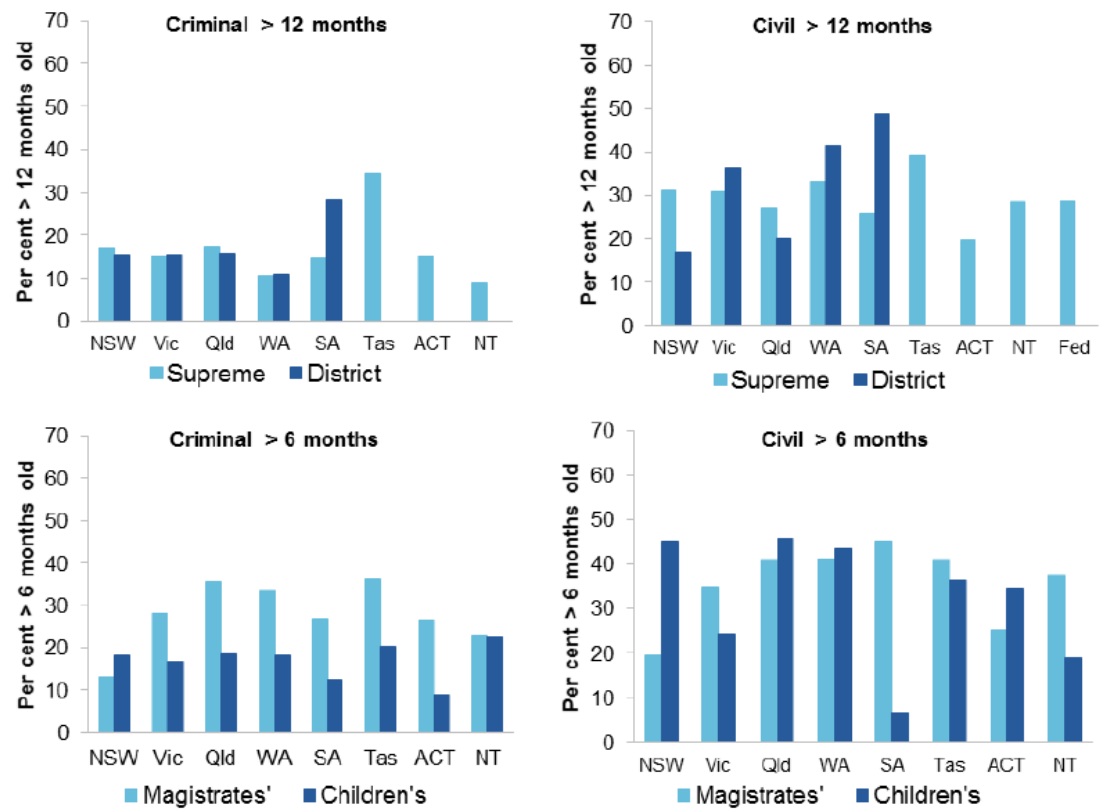 Criminal > 12 months
Per cent > 12 months old
70
60
50
40
30
20
10
0
NSW Vic Qld WA SA Tas ACT NT
Supreme District
Civil > 12 months
Per cent > 12 months old
70
60
50
40
30
20
10
0
NSW Vic Qld WA SA Tas ACT NT Fed
Supreme District
Criminal > 6 months
Per cent > 6 months old
70
60
50
40
30
20
10
0
NSW Vic Qld WA SA Tas ACT NT
Magistrates' Children's
Civil > 6 months
Per cent > 6 months old
70
60
50
40
30
20
10
0
NSW Vic Qld WA SA Tas ACT NT
Magistrates' Children's